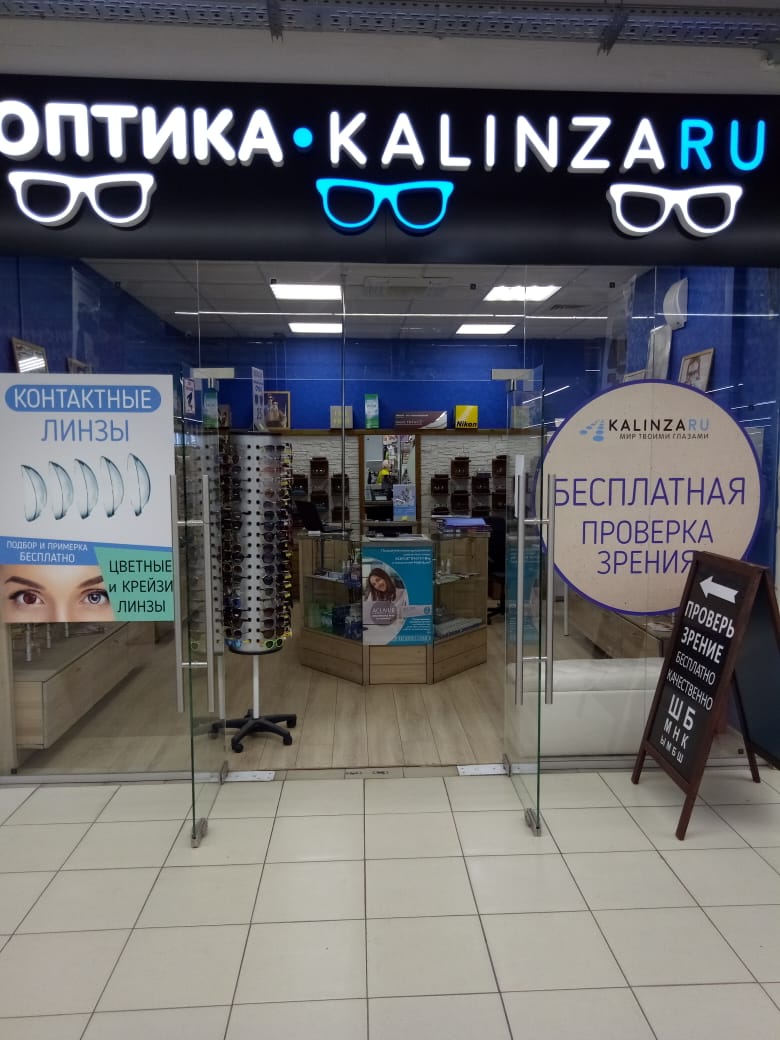 ОПТИКА • KALINZARU
КОНТАКТНЫЕ
ЛИНЗЫ
ПОДБОР И ПРИМЕРКА
БЕСПЛАТНО
ЦВЕТНЫЕ
И КРЕЙЗИ
ЛИНЗЫ
Nikon
ACUVUE
KALINZARU
МИР ТВОИМИ ГЛАЗАМИ
БЕСПЛАТНАЯ
ПРОВЕРКА
ЗРЕНИЯ
ПРОВЕРЬ
ЗРЕНИЕ
БЕСПЛАТНО
КАЧЕСТВЕННО
Ш Б
М Н К
Ы М Б Ш